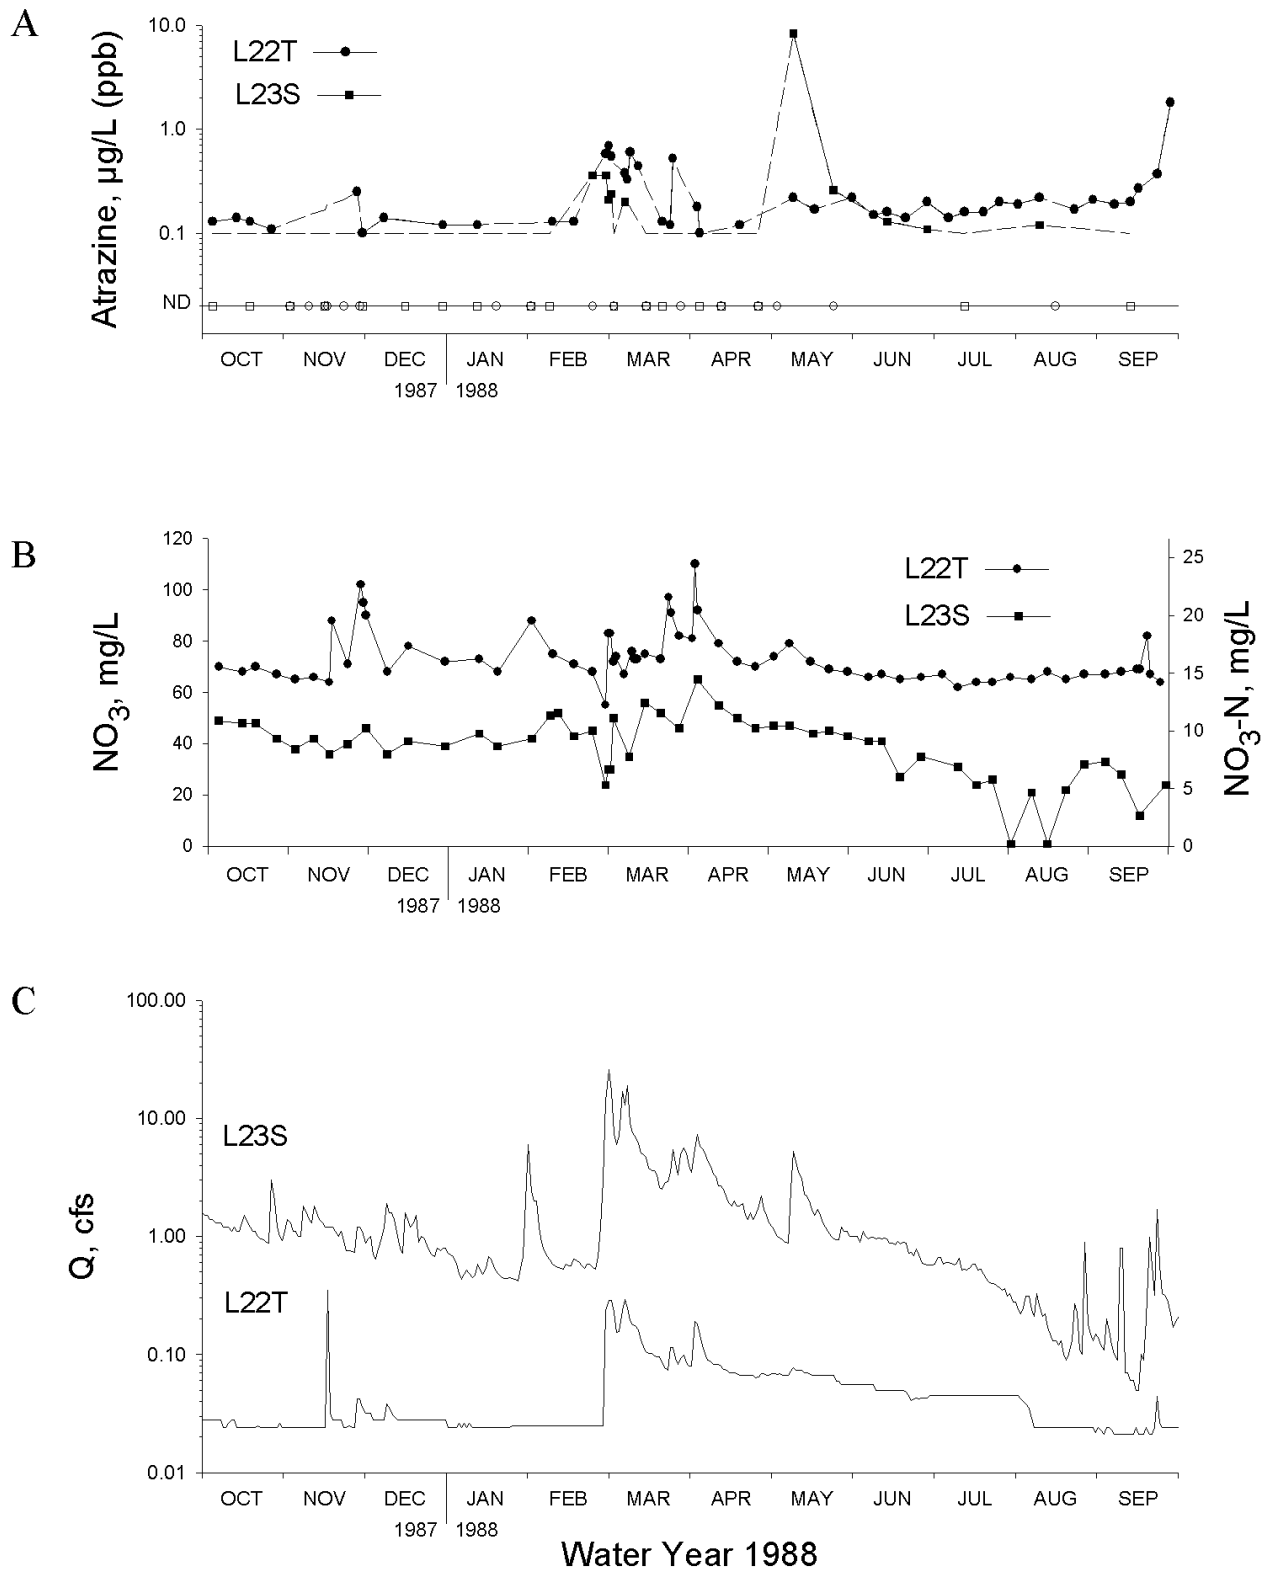 A
Atrazine, µg/L (ppb)
10.0
1.0
0.1
ND
L22T
L23S
OCT NOV DEC JAN FEB MAR APR MAY JUN JUL AUG SEP
1987 1988
B
NO3, mg/L
120
100
80
60
40
20
0
L22T
L23S
25
20
15
10
5
0
NO3-N, mg/L
OCT NOV DEC JAN FEB MAR APR MAY JUN JUL AUG SEP
1987 1988
C
Q, cfs
100.00
10.00
1.00
0.10
0.01
L23S
L22T
OCT NOV DEC JAN FEB MAR APR MAY JUN JUL AUG SEP
1987 1988
Water Year 1988